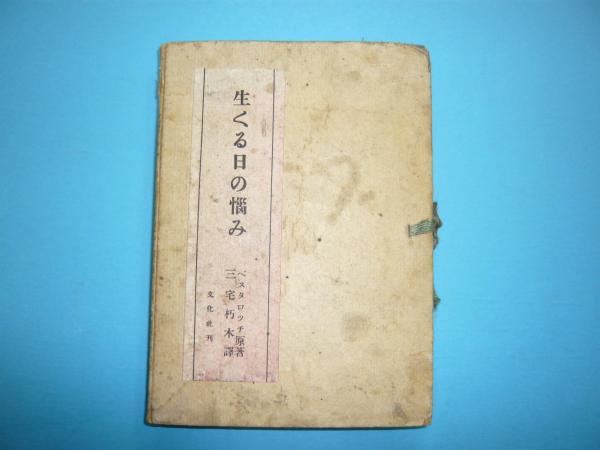 生くる日の悩み
ペスタロッチ原著
三宅朽木譯
文化社刊